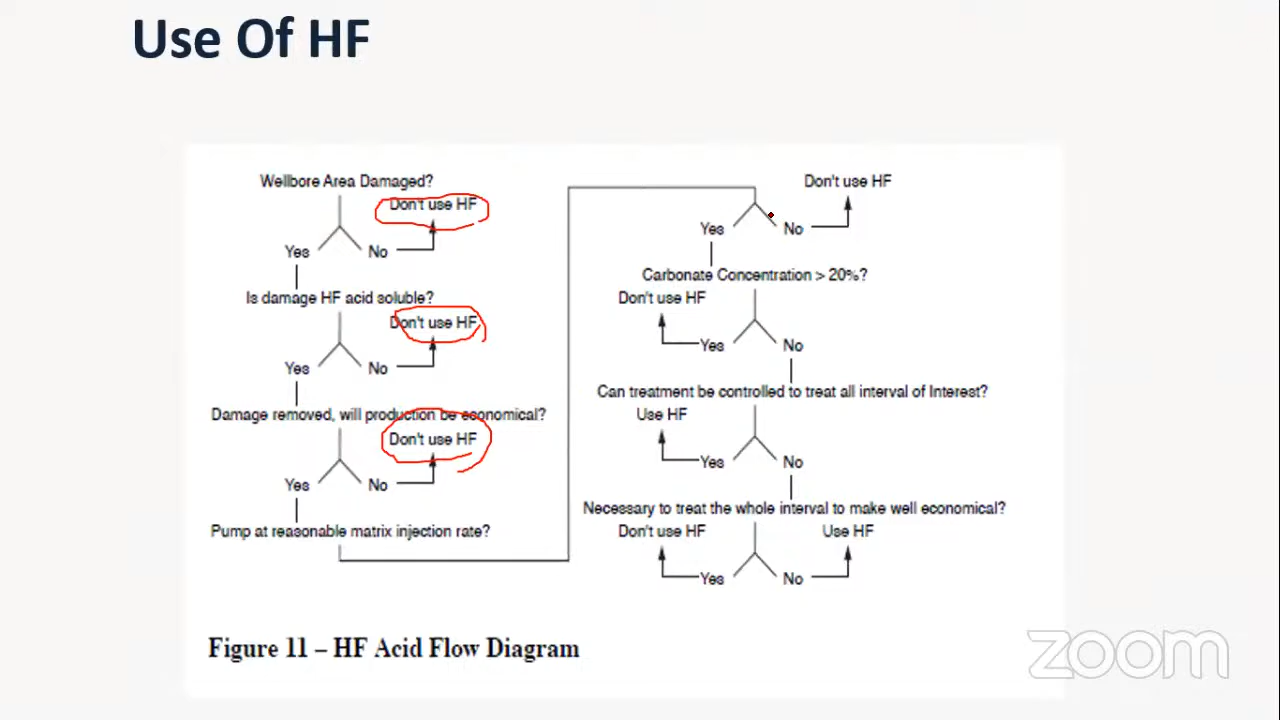 Use Of HF
Wellbore Area Damaged?
Don't use HF
Yes
No
Is damage HF acid soluble?
Don't use HF
Yes
No
Damage removed, will production be economical?
Don't use HF
Yes
No
Pump at reasonable matrix injection rate?
Don't use HF
Yes
No
Carbonate Concentration > 20%?
Don't use HF
Yes
No
Can treatment be controlled to treat all interval of Interest?
Use HF
Yes
No
Necessary to treat the whole interval to make well economical?
Don't use HF
Use HF
Yes
No
Figure 11 – HF Acid Flow Diagram
zoom